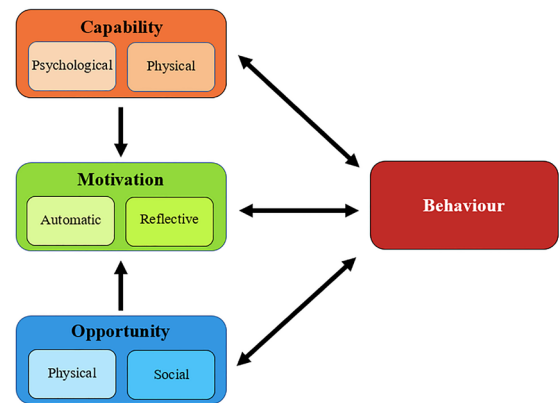 Capability
Psychological
Physical
Motivation
Automatic
Reflective
Behaviour
Opportunity
Physical
Social